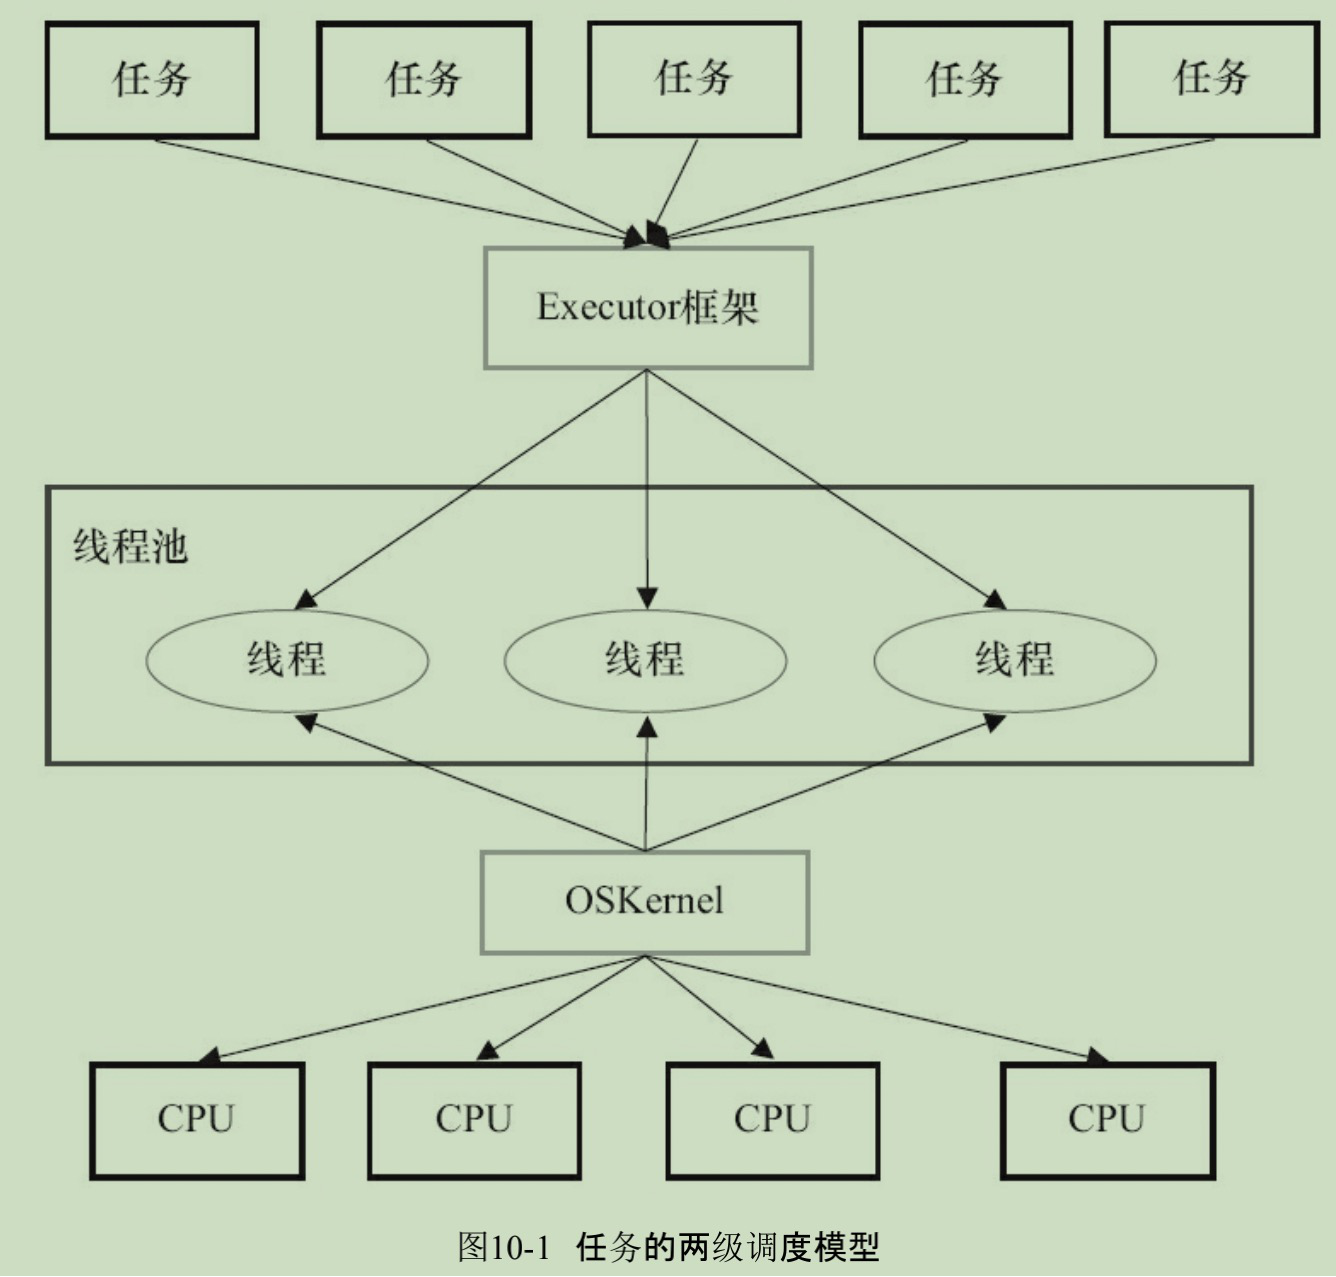 任务 任务 任务 任务 任务
Executor框架
线程池
线程 线程 线程
OSKernel
CPU CPU CPU CPU
图10-1 任务的两级调度模型